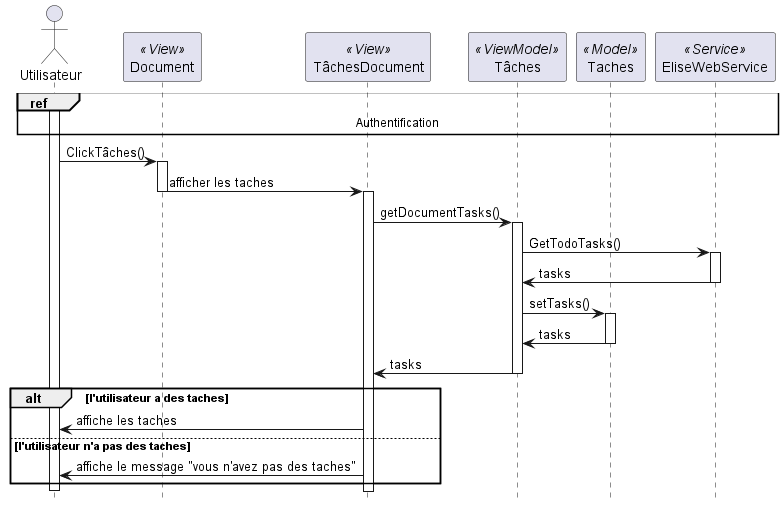 Utilisateur
« View»
Document
« View»
TâchesDocument
« ViewModel»
Tâches
« Model»
Taches
« Service»
EliseWebService
ref
Authentification
ClickTâches()
afficher les taches
getDocumentTasks()
GetTodoTasks()
tasks
setTasks()
tasks
tasks
alt [l'utilisateur a des taches]
affiche les taches
[l'utilisateur n'a pas des taches]
affiche le message "vous n'avez pas des taches"